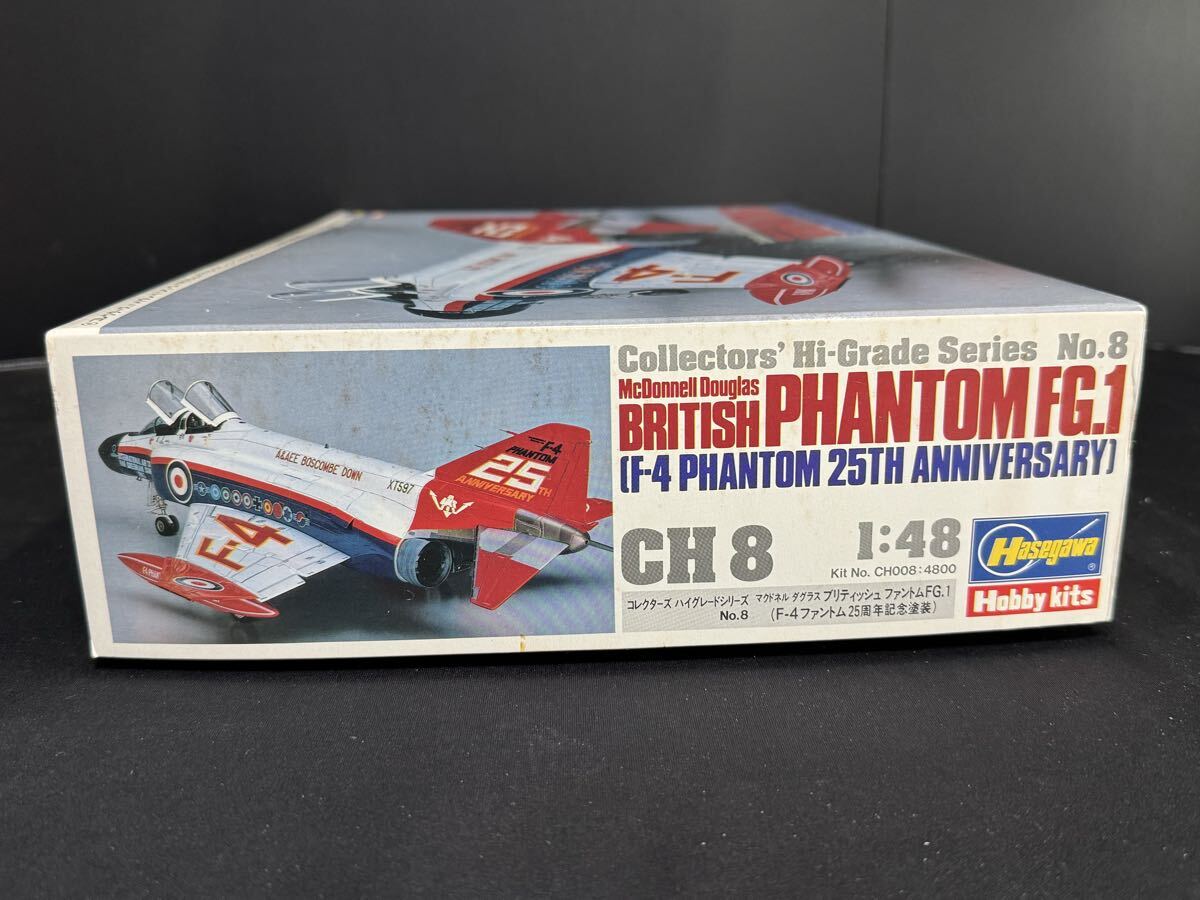 Collectors' Hi-Grade Series No.8
McDonnell Douglas
BRITISH PHANTOM FG.1
(F-4 PHANTOM 25TH ANNIVERSARY)
CH 8
1:48
Kit No. CH008:4800
コレクターズ ハイグレードシリーズ マクドネル ダグラス ブリティッシュ ファントムFG.1
No.8 (F-4ファントム25周年記念塗装)
Hasegawa
Hobby kits
A&AEE BOSCOMBE DOWN
XT597
F-4
PHANTOM
25TH
ANNIVERSARY
F-4
F-4